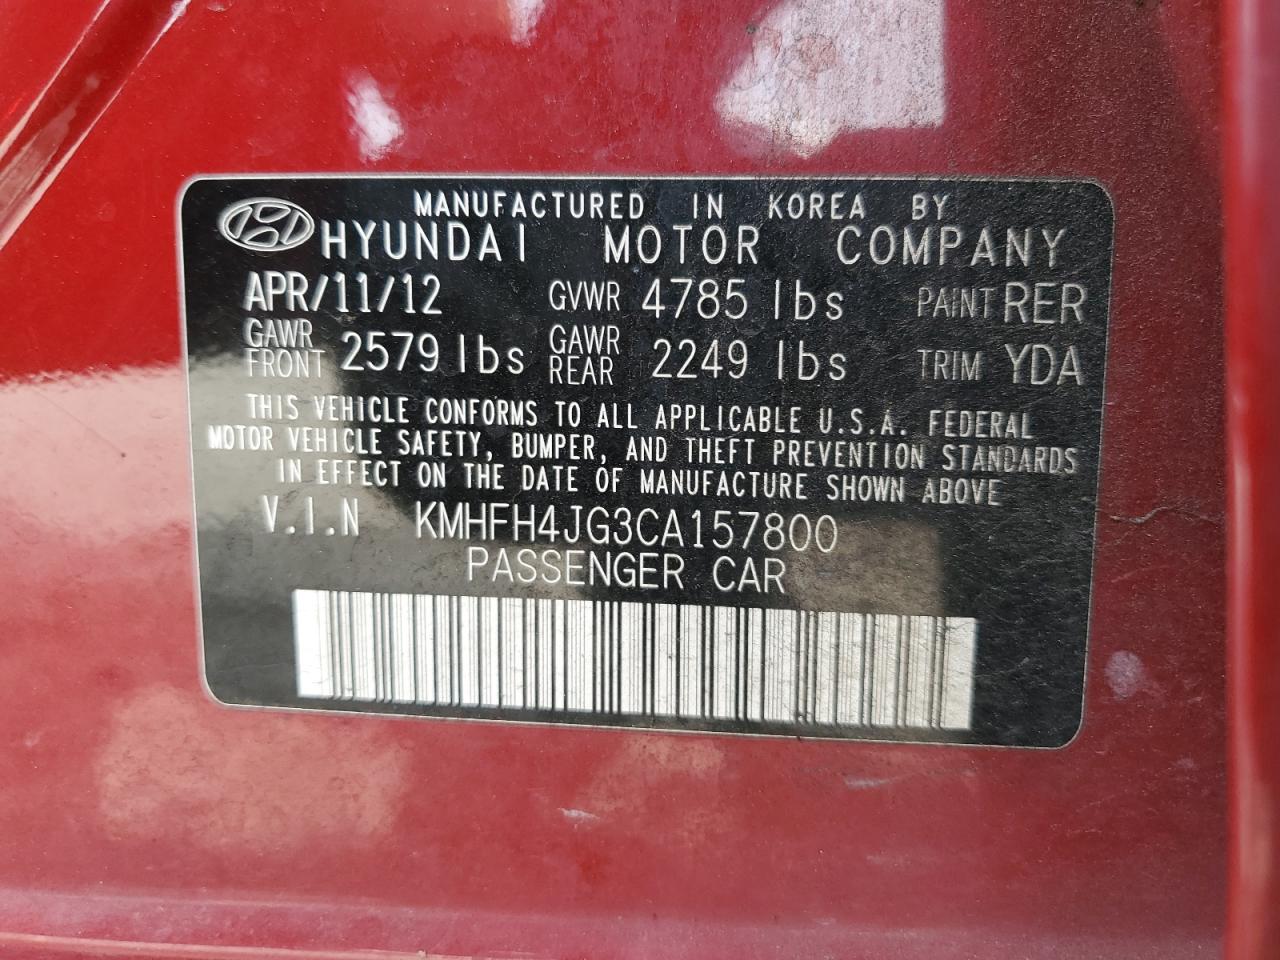 MANUFACTURED IN KOREA BY
HYUNDAI MOTOR COMPANY
APR/11/12 GVWR 4785 lbs PAINT RER
GAWR FRONT 2579 lbs GAWR REAR 2249 lbs TRIM YDA
THIS VEHICLE CONFORMS TO ALL APPLICABLE U.S.A. FEDERAL
MOTOR VEHICLE SAFETY, BUMPER, AND THEFT PREVENTION STANDARDS
IN EFFECT ON THE DATE OF MANUFACTURE SHOWN ABOVE
V.I.N KMHFH4JG3CA157800
PASSENGER CAR